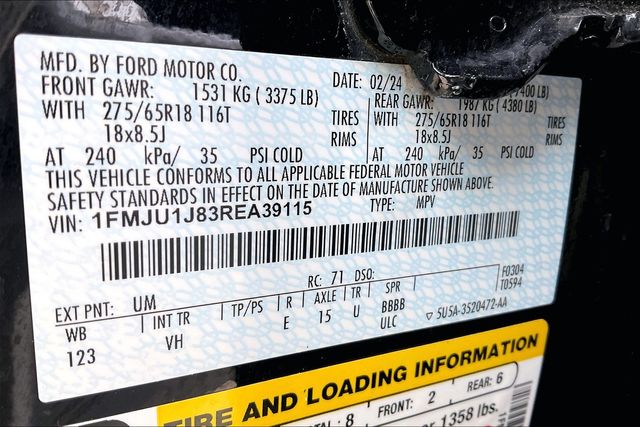 MFD. BY FORD MOTOR CO.
DATE: 02/24
7400 LB)
FRONT GAWR: 1531 KG ( 3375 LB)
REAR GAWR: 1987 KG ( 4380 LB)
WITH 275/65R18 116T TIRES
WITH 275/65R18 116T TIRES
18x8.5J RIMS
18x8.5J RIMS
AT 240 kPa/ 35 PSI COLD
AT 240 kPa/ 35 PSI COLD
THIS VEHICLE CONFORMS TO ALL APPLICABLE FEDERAL MOTOR VEHICLE
SAFETY STANDARDS IN EFFECT ON THE DATE OF MANUFACTURE SHOWN ABOVE.
VIN: 1FMJU1J83REA39115
TYPE: MPV
F0304
T0594
EXT PNT: UM RC: 71 DSO:
WB INT TR TP/PS R AXLE TR SPR
123 VH E 15 U BBBB
ULC
5U5A-3520472-AA
TIRE AND LOADING INFORMATION
8 FRONT: 2 REAR: 6
1358 lbs.